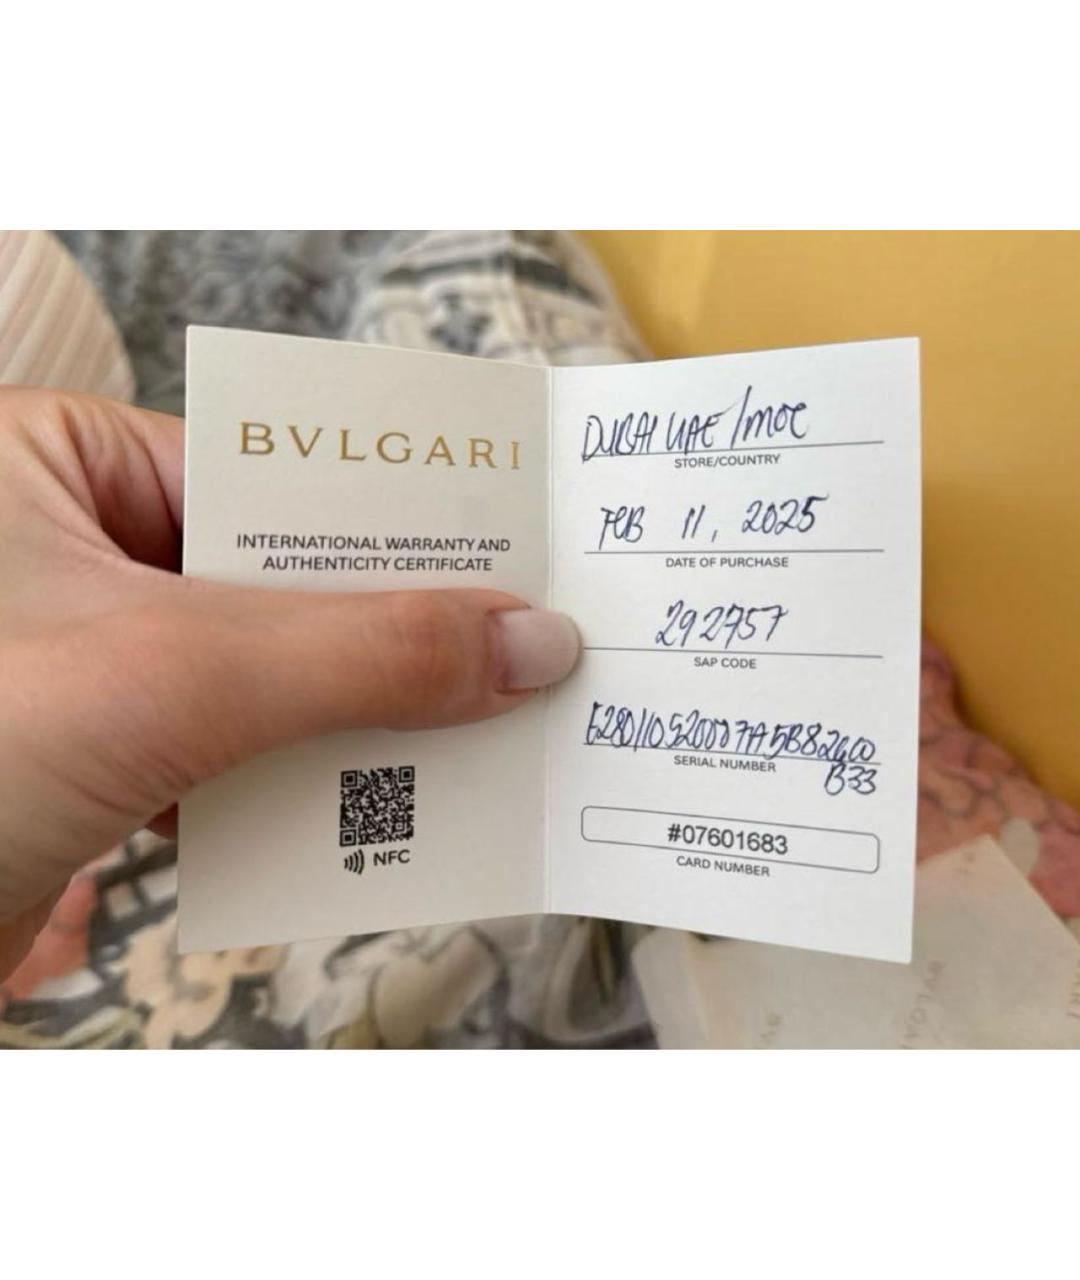 BVLGARI
INTERNATIONAL WARRANTY AND
AUTHENTICITY CERTIFICATE
NFC
DUBAI UAE / MOE
STORE/COUNTRY
FEB 11, 2025
DATE OF PURCHASE
292757
SAP CODE
SERIAL NUMBER
B33
#07601683
CARD NUMBER